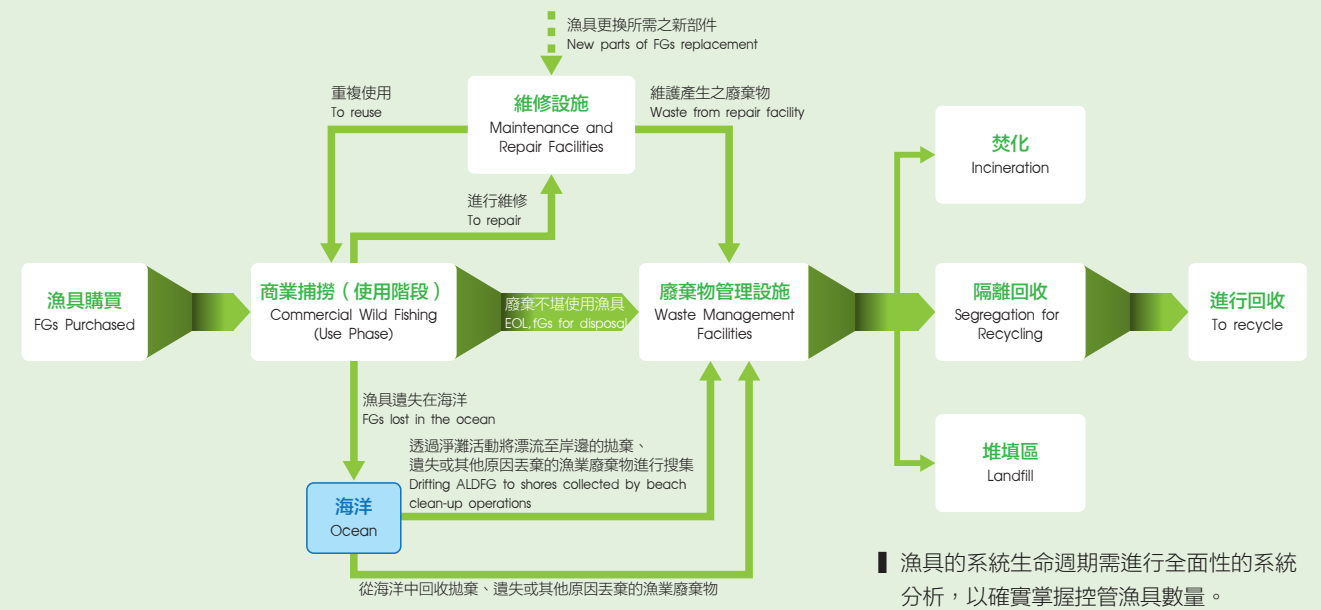 漁具更換所需之新部件
New parts of FGs replacement
重複使用
To reuse
維修設施
Maintenance and
Repair Facilities
維護產生之廢棄物
Waste from repair facility
進行維修
To repair
焚化
Incineration
漁具購買
FGs Purchased
商業捕撈（使用階段）
Commercial Wild Fishing
(Use Phase)
廢棄不堪使用漁具
EOL,fGs for disposal
廢棄物管理設施
Waste Management
Facilities
隔離回收
Segregation for
Recycling
進行回收
To recycle
漁具遺失在海洋
FGs lost in the ocean
透過淨灘活動將漂流至岸邊的拋棄、
遺失或其他原因丟棄的漁業廢棄物進行搜集
Drifting ALDFG to shores collected by beach
clean-up operations
堆填區
Landfill
海洋
Ocean
從海洋中回收拋棄、遺失或其他原因丟棄的漁業廢棄物
漁具的系統生命週期需進行全面性的系統
分析，以確實掌握控管漁具數量。